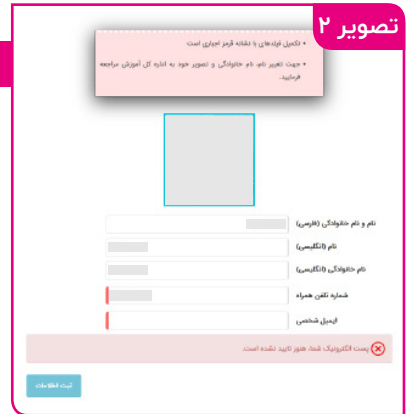 تصویر ۲
• تکمیل فیلدهای با نشانه قرمز اجباری است
• جهت تغییر نام، نام خانوادگی و تصویر خود به اداره کل آموزش مراجعه
فرمایید.
نام و نام خانوادگی (فارسی)
نام (انگلیسی)
نام خانوادگی (انگلیسی)
شماره تلفن همراه
ایمیل شخصی
پست الکترونیک شما، هنوز تایید نشده است.
ثبت اطلاعات